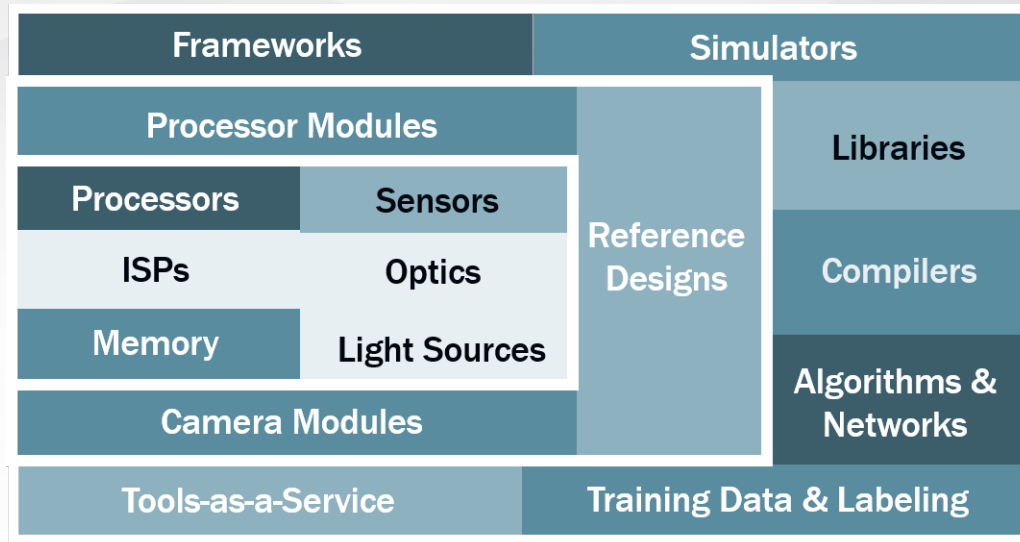 Frameworks
Simulators
Processor Modules
Libraries
Processors
Sensors
Reference
Designs
ISPs
Optics
Compilers
Memory
Light Sources
Algorithms &
Networks
Camera Modules
Tools-as-a-Service
Training Data & Labeling